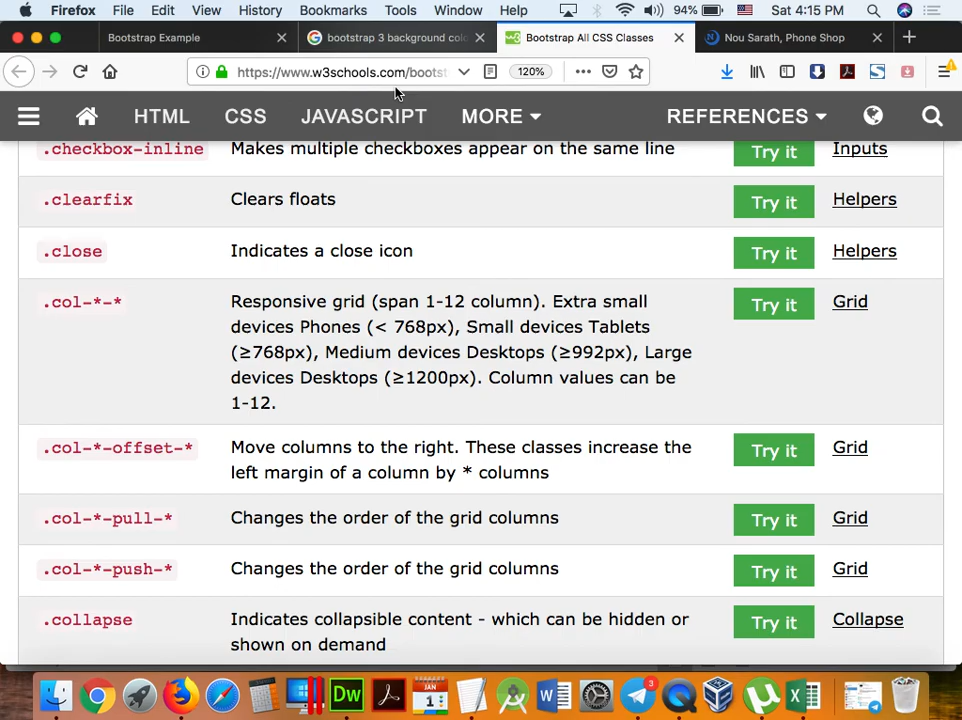 Firefox File Edit View History Bookmarks Tools Window Help 94% Sat 4:15 PM
Bootstrap Example bootstrap 3 background colo Bootstrap All CSS Classes Nou Sarath, Phone Shop
https://www.w3schools.com/bootst 120%
HTML CSS JAVASCRIPT MORE REFERENCES
.checkbox-inline Makes multiple checkboxes appear on the same line Try it Inputs
.clearfix Clears floats Try it Helpers
.close Indicates a close icon Try it Helpers
.col-*-* Responsive grid (span 1-12 column). Extra small Try it Grid
devices Phones (< 768px), Small devices Tablets
(≥768px), Medium devices Desktops (≥992px), Large
devices Desktops (≥1200px). Column values can be
1-12.
.col-*-offset-* Move columns to the right. These classes increase the Try it Grid
left margin of a column by * columns
.col-*-pull-* Changes the order of the grid columns Try it Grid
.col-*-push-* Changes the order of the grid columns Try it Grid
.collapse Indicates collapsible content - which can be hidden or Try it Collapse
shown on demand
Dw JAN 1 W 3 X